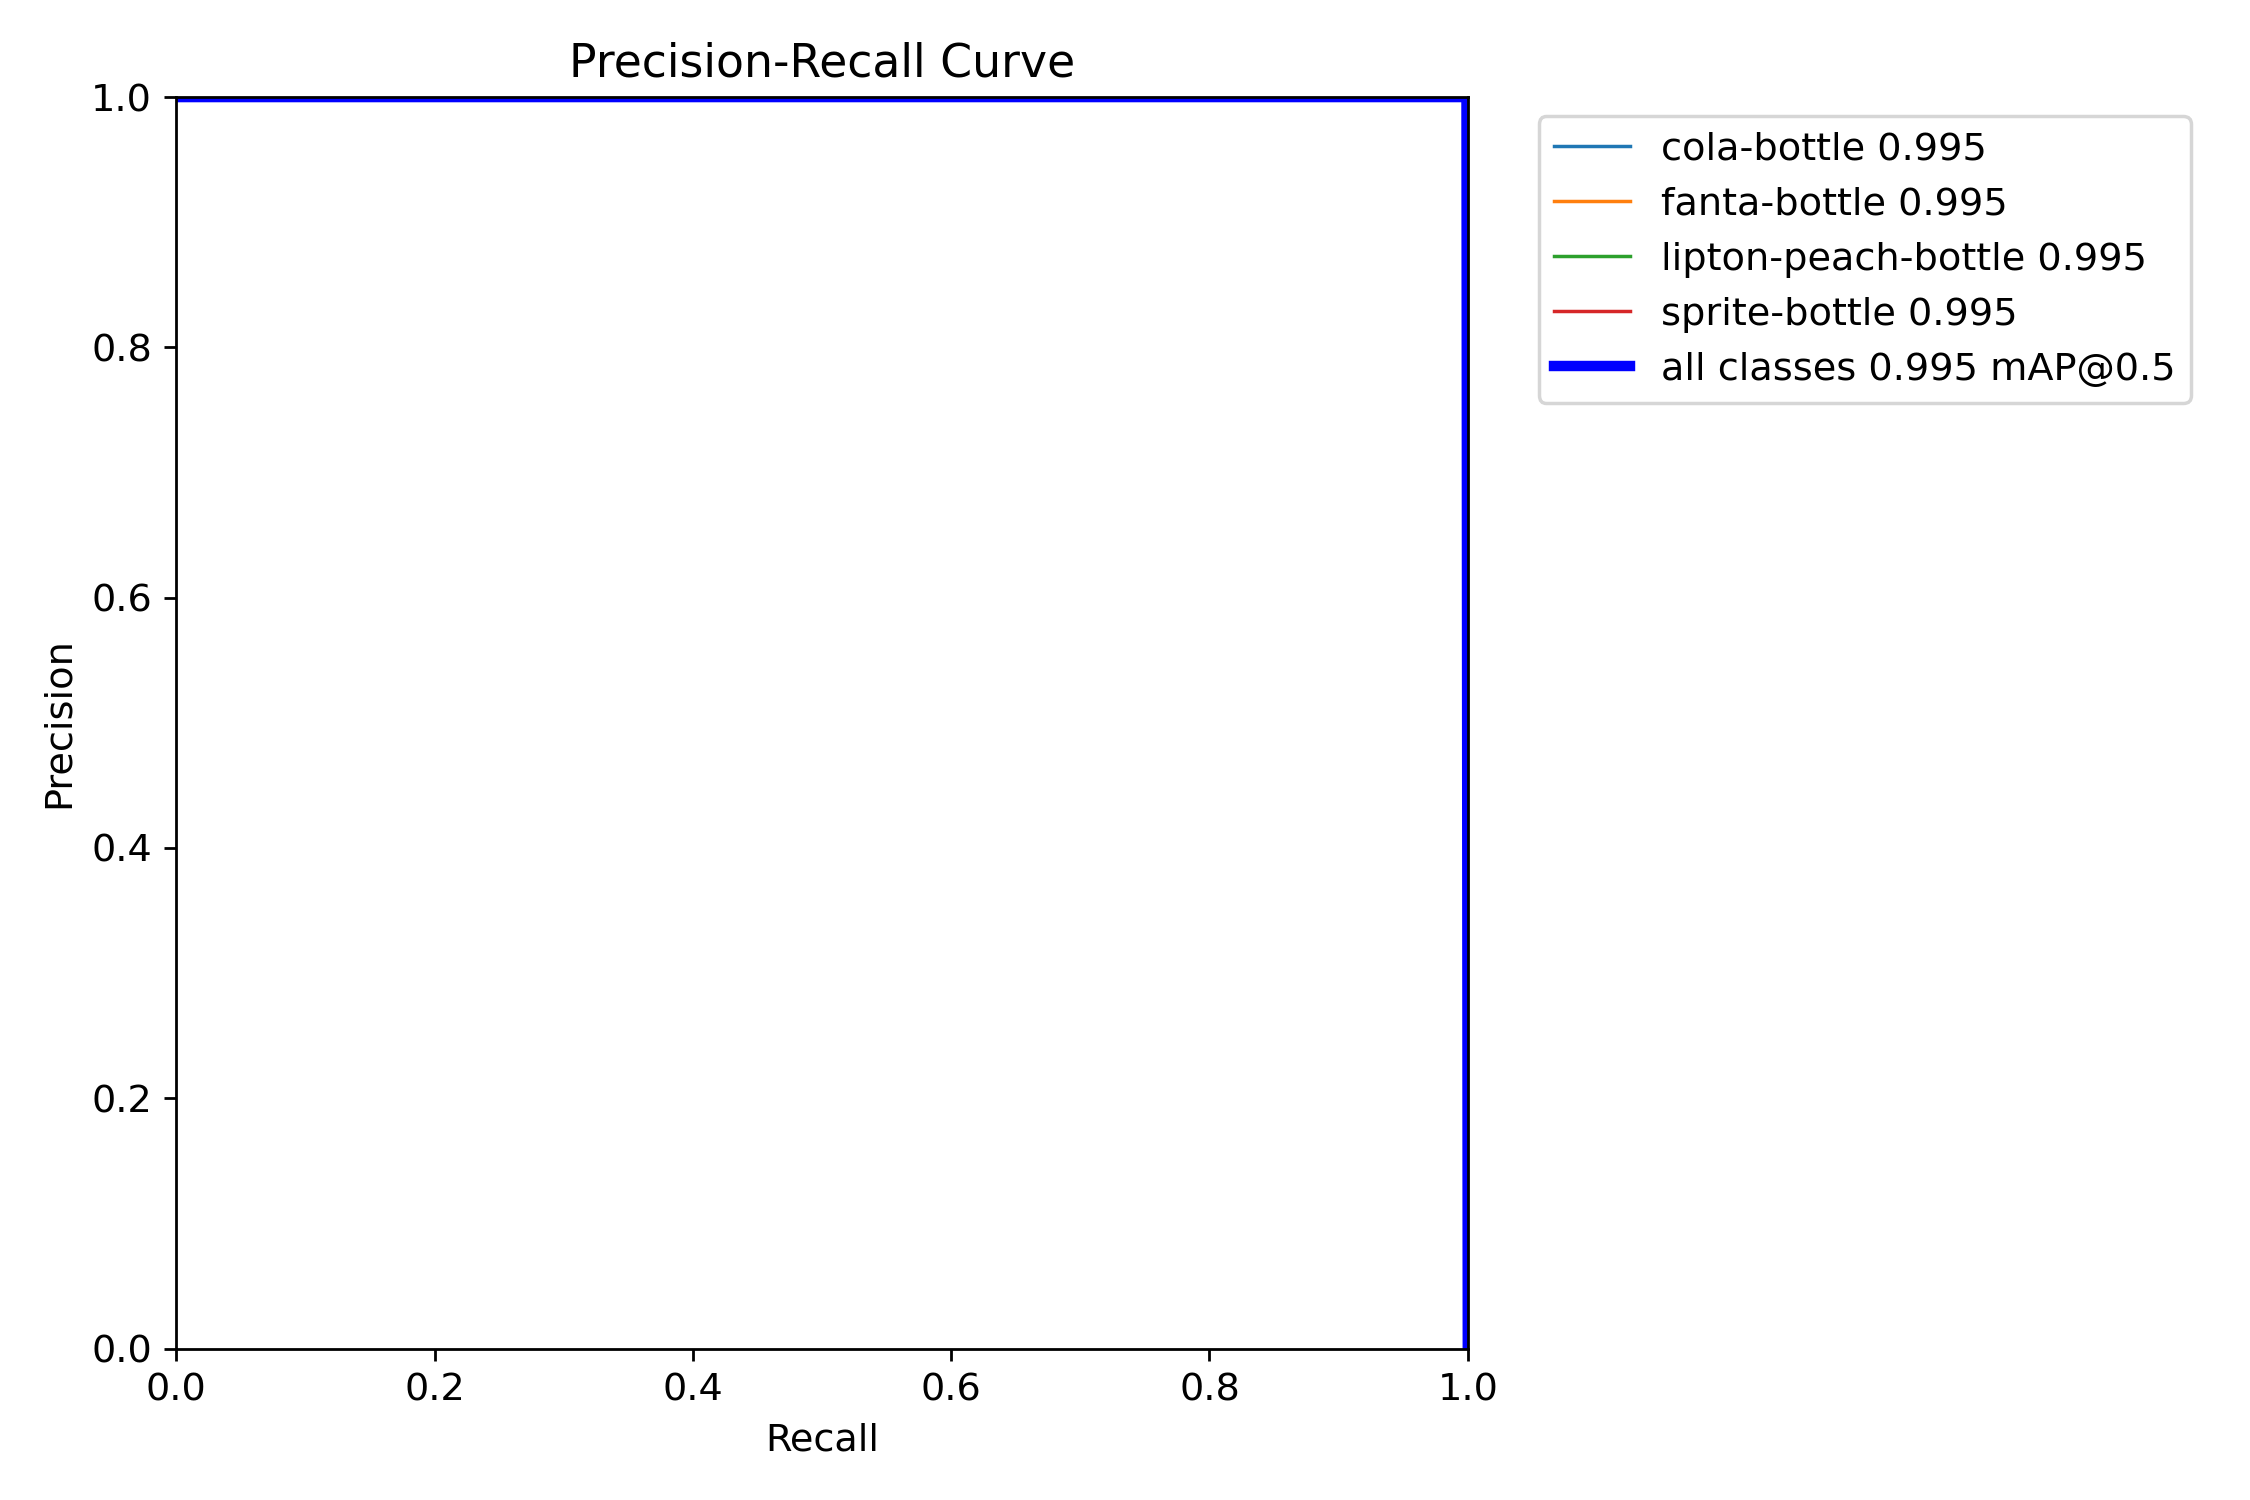 Precision-Recall Curve
1.0
0.8
0.6
0.4
0.2
0.0
Precision
0.0 0.2 0.4 0.6 0.8 1.0
Recall
cola-bottle 0.995
fanta-bottle 0.995
lipton-peach-bottle 0.995
sprite-bottle 0.995
all classes 0.995 mAP@0.5